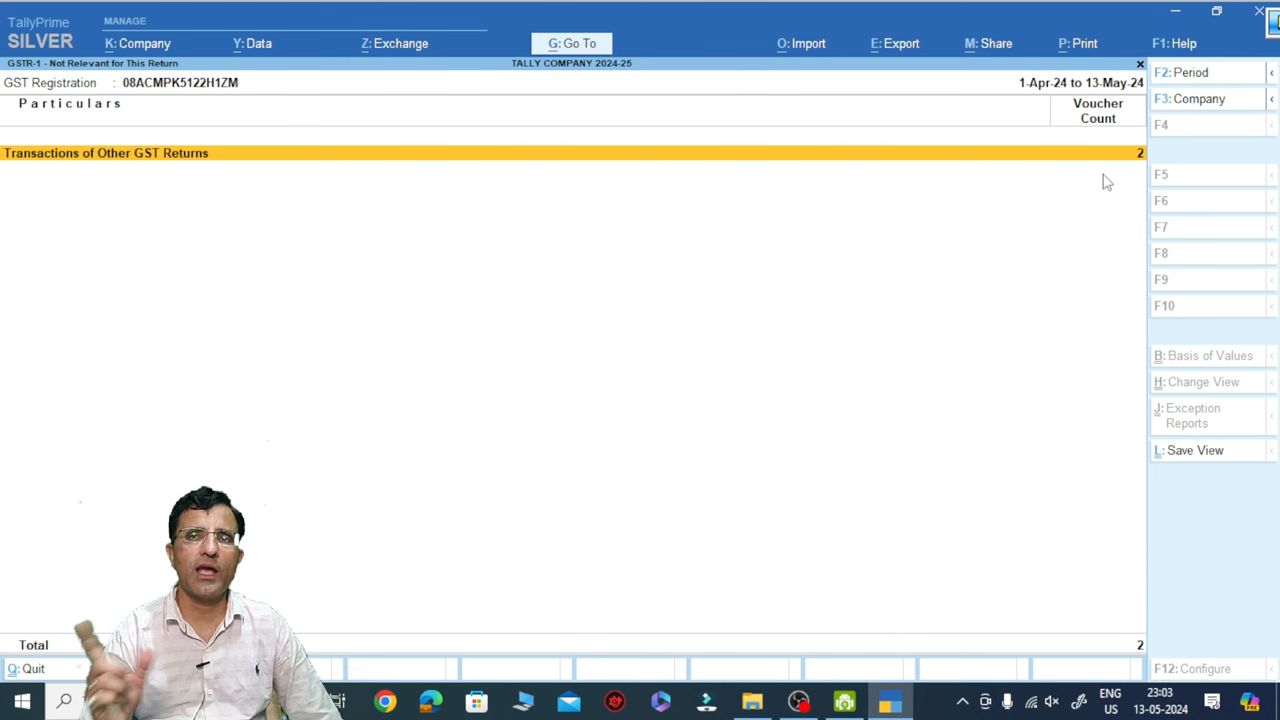 TallyPrime
SILVER
MANAGE
K: Company
Y: Data
Z: Exchange
G: Go To
O: Import
E: Export
M: Share
P: Print
F1: Help
GSTR-1 - Not Relevant for This Return
TALLY COMPANY 2024-25
GST Registration : 08ACMPK5122H1ZM
1-Apr-24 to 13-May-24
Particulars
Voucher
Count
Transactions of Other GST Returns
2
Total
2
Q: Quit
F2: Period
F3: Company
F4
F5
F6
F7
F8
F9
F10
B: Basis of Values
H: Change View
J: Exception
Reports
L: Save View
F12: Configure
ENG
US
23:03
13-05-2024